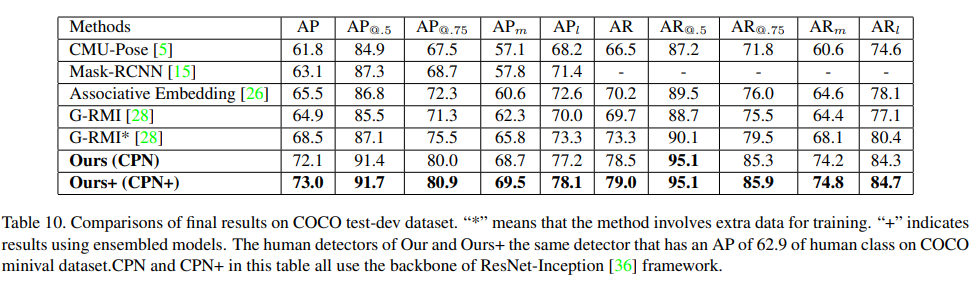 Methods AP AP@.5 AP@.75 APm APl AR AR@.5 AR@.75 ARm ARl
CMU-Pose [5] 61.8 84.9 67.5 57.1 68.2 66.5 87.2 71.8 60.6 74.6
Mask-RCNN [15] 63.1 87.3 68.7 57.8 71.4 - - - - -
Associative Embedding [26] 65.5 86.8 72.3 60.6 72.6 70.2 89.5 76.0 64.6 78.1
G-RMI [28] 64.9 85.5 71.3 62.3 70.0 69.7 88.7 75.5 64.4 77.1
G-RMI* [28] 68.5 87.1 75.5 65.8 73.3 73.3 90.1 79.5 68.1 80.4
Ours (CPN) 72.1 91.4 80.0 68.7 77.2 78.5 95.1 85.3 74.2 84.3
Ours+ (CPN+) 73.0 91.7 80.9 69.5 78.1 79.0 95.1 85.9 74.8 84.7
Table 10. Comparisons of final results on COCO test-dev dataset. “*” means that the method involves extra data for training. “+” indicates
results using ensembled models. The human detectors of Our and Ours+ the same detector that has an AP of 62.9 of human class on COCO
minival dataset.CPN and CPN+ in this table all use the backbone of ResNet-Inception [36] framework.